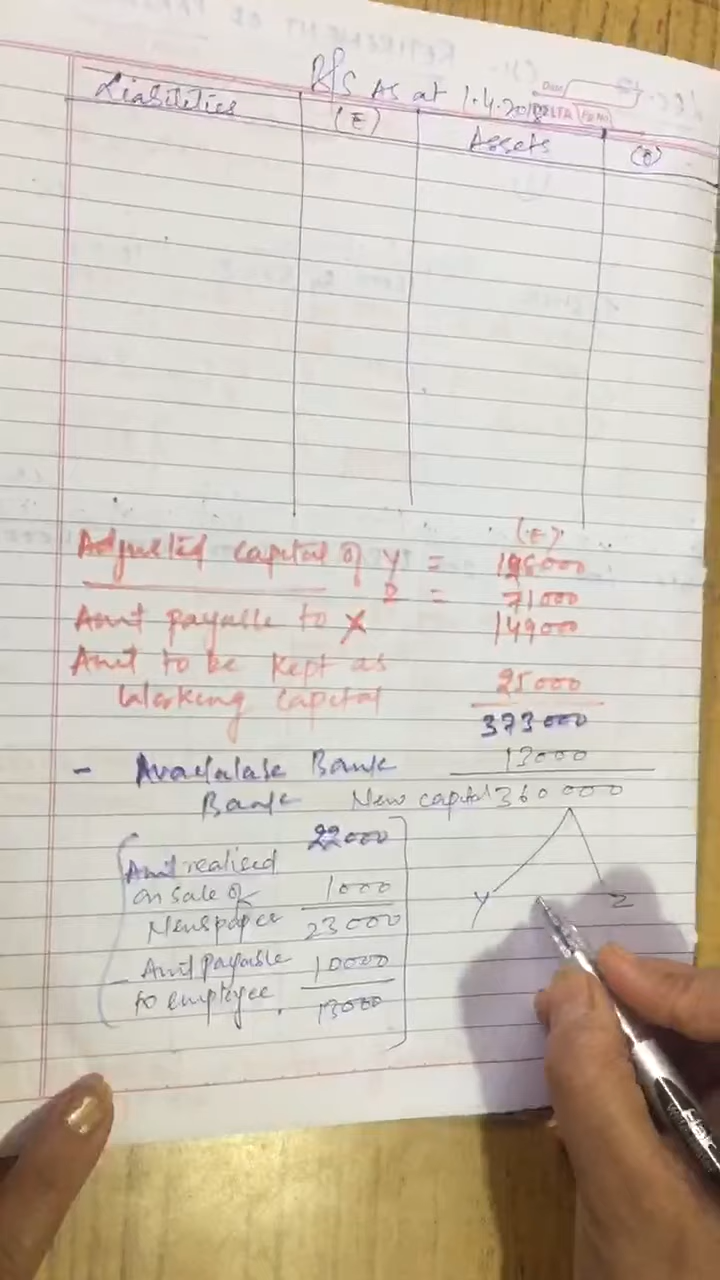 B/S As at 1.4.2018
Liabilities (₹) Assets (₹)
(₹)
Adjusted capital of Y = 128000
Z = 71000
Amt payable to X 149000
Amt to be kept as
Working capital 25000
373000
- Available Bank 13000
Bank New capital 360000
22000
Amt realised
on sale of 1000
Newspaper 23000
- Amt payable 10000
to employee. 13000
Y Z